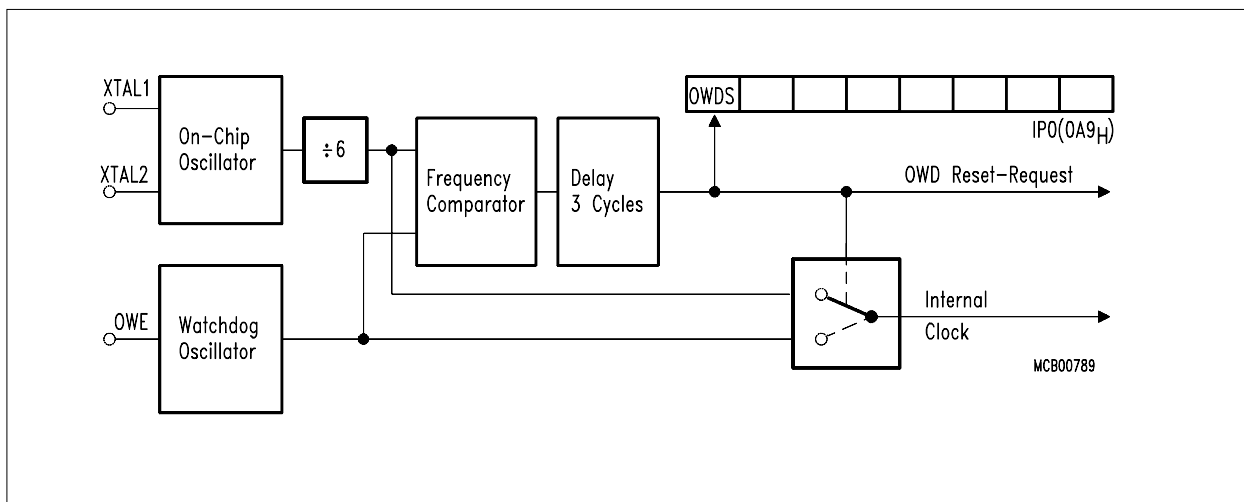 XTAL1
XTAL2
On-Chip
Oscillator
÷6
Frequency
Comparator
Delay
3 Cycles
OWDS
IP0(0A9H)
OWD Reset-Request
OWE
Watchdog
Oscillator
Internal
Clock
MCB00789